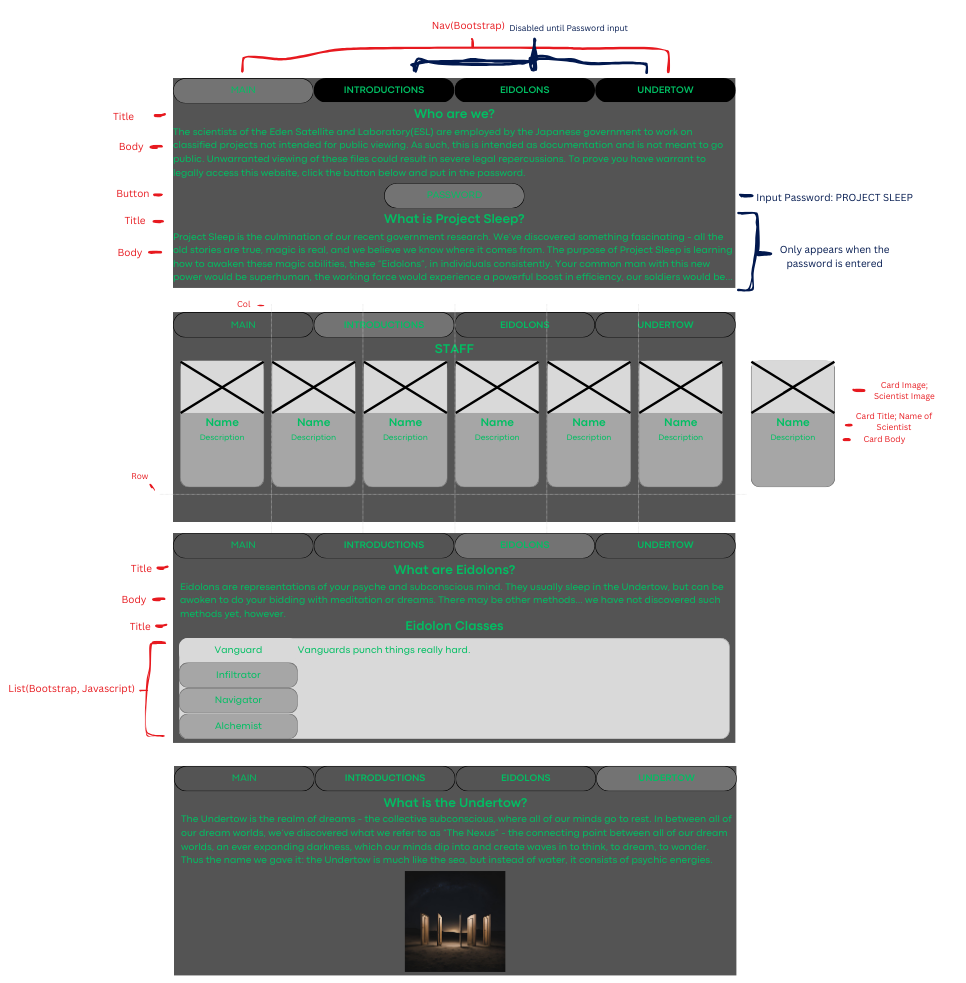 Nav(Bootstrap)
Disabled until Password input
MAIN
INTRODUCTIONS
EIDOLONS
UNDERTOW
Title
Who are we?
Body
The scientists of the Eden Satellite and Laboratory(ESL) are employed by the Japanese government to work on
classified projects not intended for public viewing. As such, this is intended as documentation and is not meant to go
public. Unwarranted viewing of these files could result in severe legal repercussions. To prove you have warrant to
legally access this website, click the button below and put in the password.
Button
PASSWORD
Input Password: PROJECT SLEEP
Title
What is Project Sleep?
Body
Project Sleep is the culmination of our recent government research. We've discovered something fascinating - all the
old stories are true, magic is real, and we believe we know where it comes from. The purpose of Project Sleep is learning
how to awaken these magic abilities, these "Eidolons", in individuals consistently. Your common man with this new
power would be superhuman, the working force would experience a powerful boost in efficiency, our soldiers would be...
Only appears when the
password is entered
Col
MAIN
INTRODUCTIONS
EIDOLONS
UNDERTOW
STAFF
Name
Description
Name
Description
Name
Description
Name
Description
Name
Description
Name
Description
Name
Description
Card Image;
Scientist Image
Card Title; Name of
Scientist
Card Body
Row
MAIN
INTRODUCTIONS
EIDOLONS
UNDERTOW
Title
What are Eidolons?
Body
Eidolons are representations of your psyche and subconscious mind. They usually sleep in the Undertow, but can be
awoken to do your bidding with meditation or dreams. There may be other methods... we have not discovered such
methods yet, however.
Title
Eidolon Classes
List(Bootstrap, Javascript)
Vanguard
Vanguards punch things really hard.
Infiltrator
Navigator
Alchemist
MAIN
INTRODUCTIONS
EIDOLONS
UNDERTOW
What is the Undertow?
The Undertow is the realm of dreams - the collective subconscious, where all of our minds go to rest. In between all of
our dream worlds, we've discovered what we refer to as "The Nexus" - the connecting point between all of our dream
worlds, an ever expanding darkness, which our minds dip into and create waves in to think, to dream, to wonder.
Thus the name we gave it: the Undertow is much like the sea, but instead of water, it consists of psychic energies.